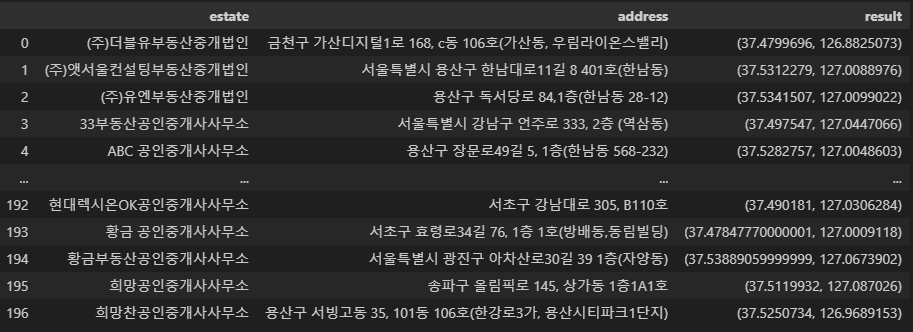 estate address result
0 (주)더블유부동산중개법인 금천구 가산디지털1로 168, c동 106호(가산동, 우림라이온스밸리) (37.4799696, 126.8825073)
1 (주)앳서울컨설팅부동산중개법인 서울특별시 용산구 한남대로11길 8 401호(한남동) (37.5312279, 127.0088976)
2 (주)유엔부동산중개법인 용산구 독서당로 84,1층(한남동 28-12) (37.5341507, 127.0099022)
3 33부동산공인중개사사무소 서울특별시 강남구 언주로 333, 2층 (역삼동) (37.497547, 127.0447066)
4 ABC 공인중개사사무소 용산구 장문로49길 5, 1층(한남동 568-232) (37.5282757, 127.0048603)
... ... ... ...
192 현대렉시온OK공인중개사사무소 서초구 강남대로 305, B110호 (37.490181, 127.0306284)
193 황금 공인중개사사무소 서초구 효령로34길 76, 1층 1호(방배동,동림빌딩) (37.47847770000001, 127.0009118)
194 황금부동산공인중개사사무소 서울특별시 광진구 아차산로30길 39 1층(자양동) (37.53889059999999, 127.0673902)
195 희망공인중개사사무소 송파구 올림픽로 145, 상가동 1층1A1호 (37.5119932, 127.087026)
196 희망찬공인중개사사무소 용산구 서빙고동 35, 101동 106호(한강로3가, 용산시티파크1단지) (37.5250734, 126.9689153)